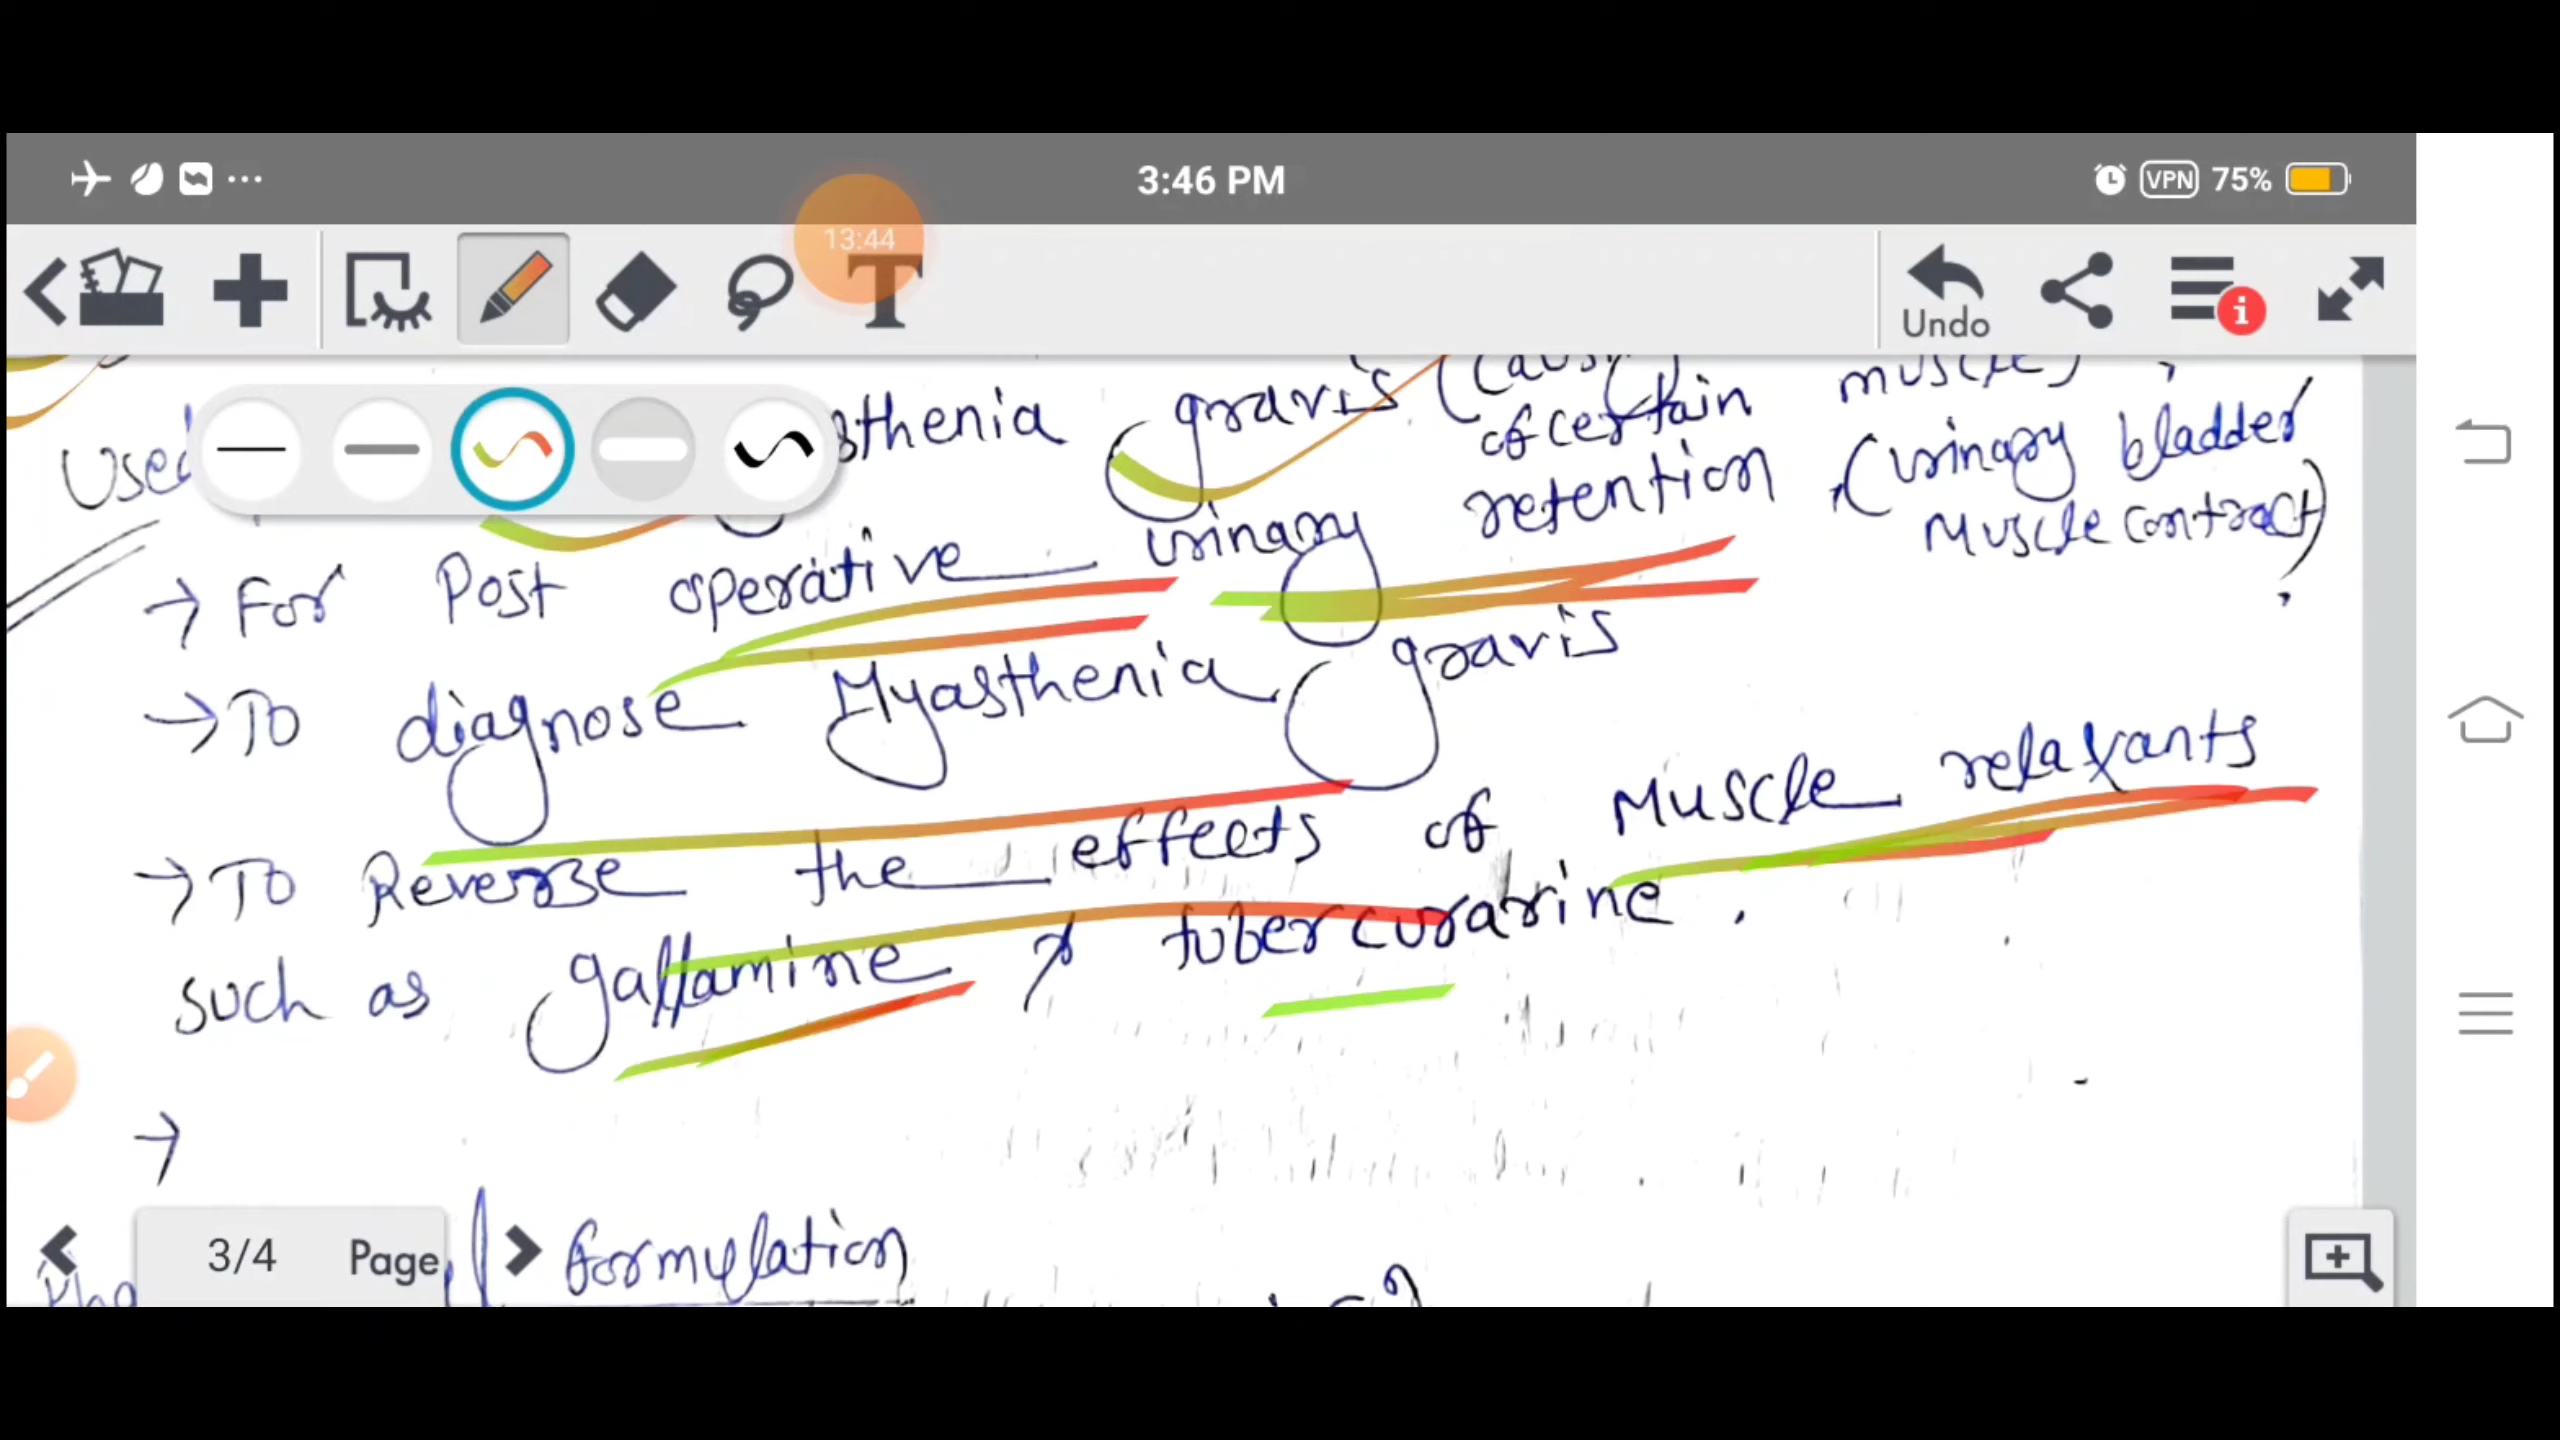 3:46 PM
VPN 75%
13:44
T
Undo
i
muscle)
sthenia gravis
of certain
Used
→ For Post operative urinary retention, (urinary bladder
Muscle contract)
→ To diagnose Myasthenia gravis
→ To Reverse the effects of Muscle relaxants
such as gallamine, tubercurarine.
→
3/4 Page
formulation